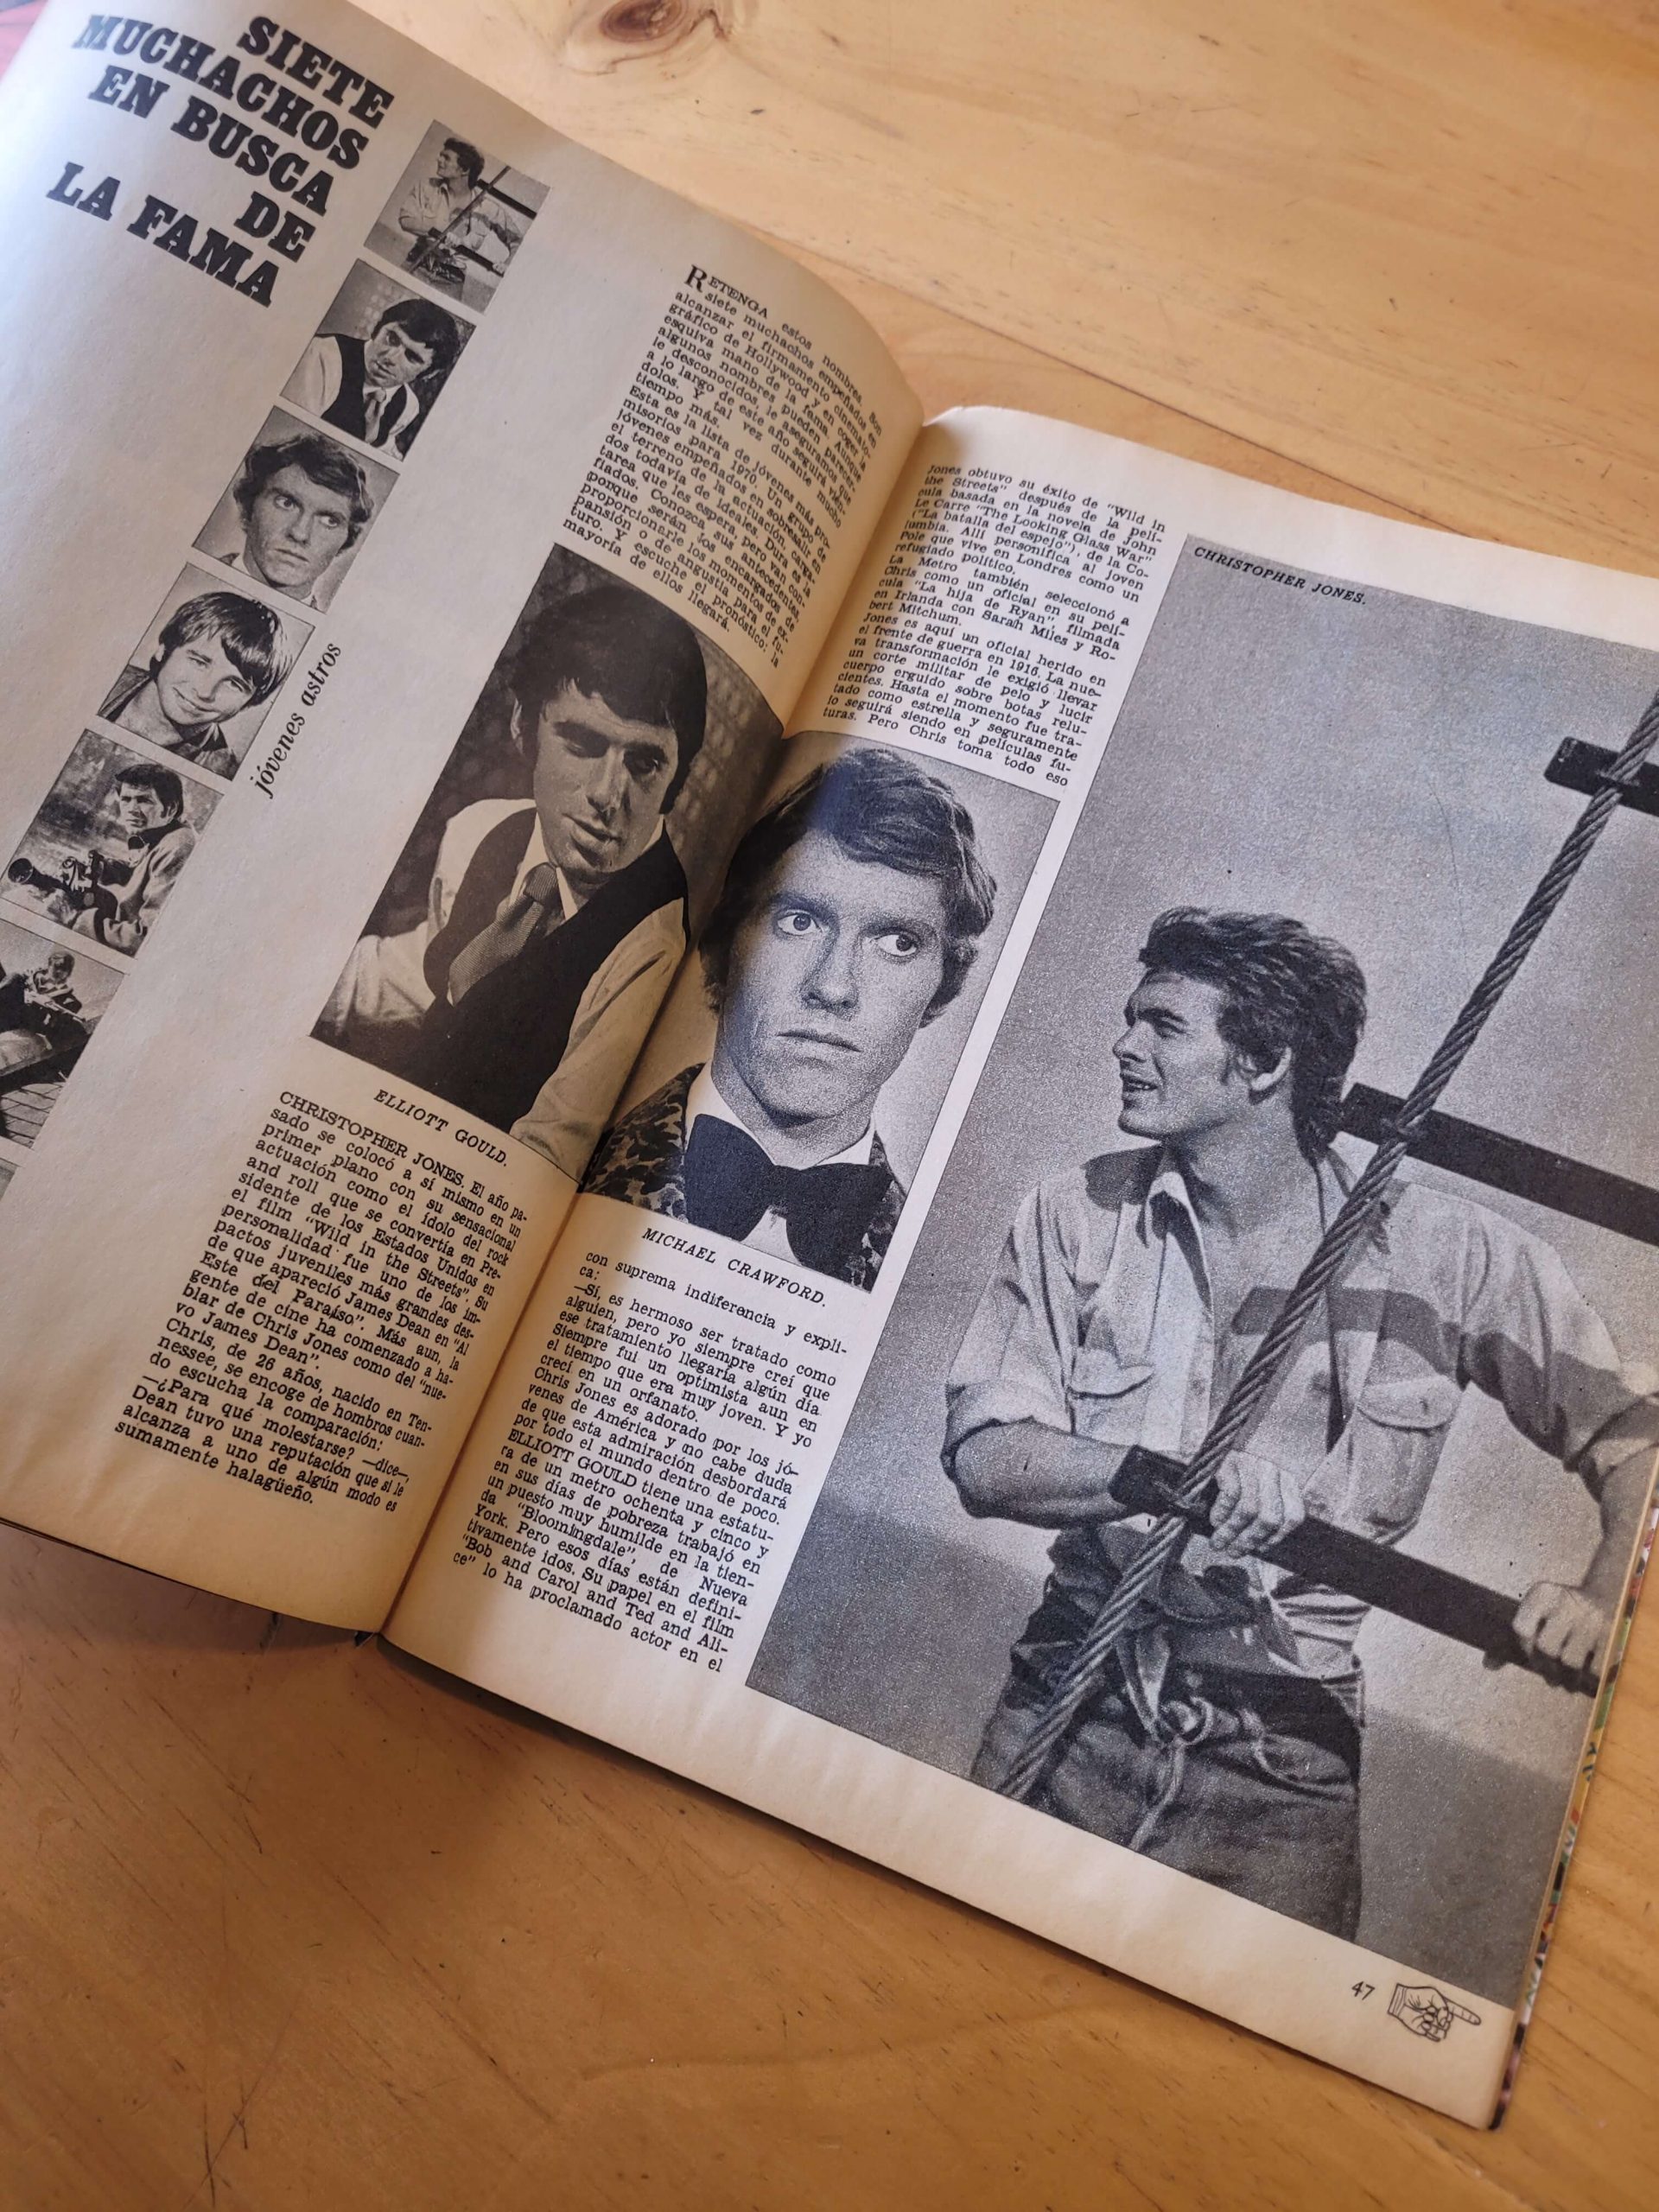 SIETE
MUCHACHOS
EN BUSCA
DE
LA FAMA
jóvenes astros
RETENGA estos nombres. Son
siete muchachos empeñados en
alcanzar el firmamento cinemato-
gráfico de Hollywood y en coger la
esquiva mano de la fama. Aunque
algunos nombres pueden parecer-
le desconocidos, le aseguramos que
a lo largo de este año seguirá vién-
dolos. Y tal vez durante mucho
tiempo más.
Esta es la lista de jóvenes más pro-
misorios para 1970. Un grupo de
jóvenes empeñados en sobresalir en
el terreno de la actuación, carga-
dos todavía de ideales. Dura es la
tarea que les espera, pero van con-
fiados. Conozca sus antecedentes,
porque serán los encargados de
proporcionarle los momentos de ex-
pansión o de angustia para el fu-
turo. Y escuche el pronóstico: la
mayoría de ellos llegará.
ELLIOTT GOULD.
CHRISTOPHER JONES. El año pa-
sado se colocó a sí mismo en un
primer plano con su sensacional
actuación como el ídolo del rock
and roll que se convertía en Pre-
sidente de los Estados Unidos en
el film "Wild in the Streets". Su
personalidad fue uno de los im-
pactos juveniles más grandes des-
de que apareció James Dean en "Al
Este del Paraíso". Más aun, la
gente de cine ha comenzado a ha-
blar de Chris Jones como del "nue-
vo James Dean".
Chris, de 26 años, nacido en Ten-
nessee, se encoge de hombros cuan-
do escucha la comparación:
—¿Para qué molestarse? —dice—,
Dean tuvo una reputación que si le
alcanza a uno de algún modo es
sumamente halagüeño.
Jones obtuvo su éxito de "Wild in
the Streets" después de la pelí-
cula basada en la novela de John
Le Carre "The Looking Glass War"
("La batalla del espejo"), de la Co-
lumbia. Allí personifica al joven
Pole que vive en Londres como un
refugiado político.
La Metro también seleccionó a
Chris como un oficial en su pelí-
cula "La hija de Ryan", filmada
en Irlanda con Sarah Miles y Ro-
bert Mitchum.
Jones es aquí un oficial herido en
el frente de guerra en 1916. La nue-
va transformación le exigió llevar
un corte militar de pelo y lucir
cuerpo erguido sobre botas relu-
cientes. Hasta el momento fue tra-
tado como estrella y seguramente
lo seguirá siendo en películas fu-
turas. Pero Chris toma todo eso
MICHAEL CRAWFORD.
con suprema indiferencia y expli-
ca:
—Sí, es hermoso ser tratado como
alguien, pero yo siempre creí que
ese tratamiento llegaría algún día.
Siempre fui un optimista aun en
el tiempo que era muy joven. Y yo
crecí en un orfanato.
Chris Jones es adorado por los jó-
venes de América y no cabe duda
de que esta admiración desbordará
por todo el mundo dentro de poco.
ELLIOTT GOULD tiene una estatu-
ra de un metro ochenta y cinco y
en sus días de pobreza trabajó en
un puesto muy humilde en la tien-
da "Bloomingdale", de Nueva
York. Pero esos días están defini-
tivamente idos. Su papel en el film
"Bob and Carol and Ted and Ali-
ce" lo ha proclamado actor en el
CHRISTOPHER JONES.
47